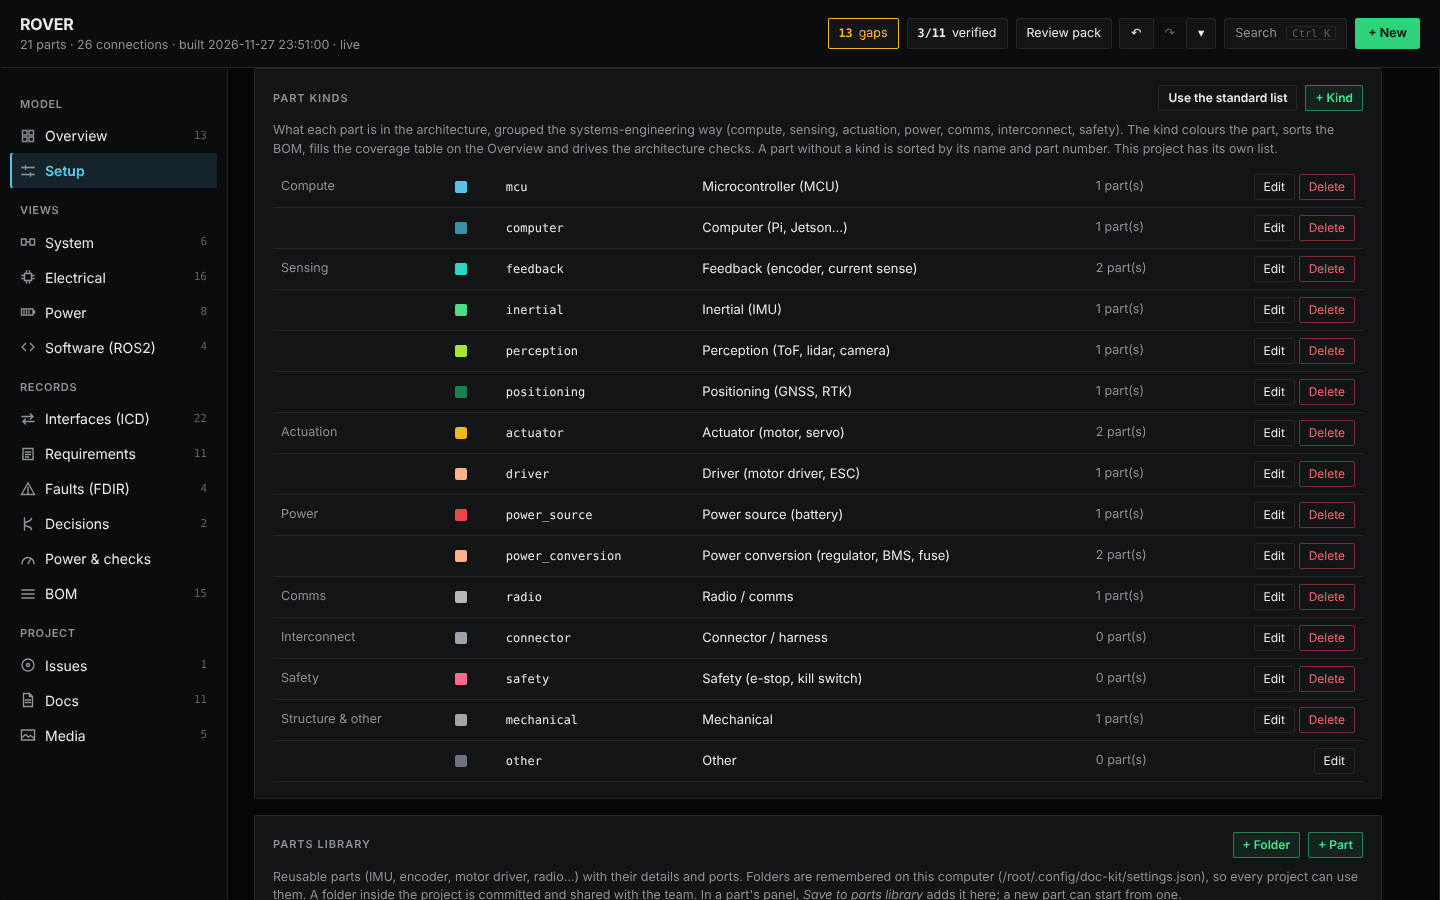 ROVER
21 parts · 26 connections · built 2026-11-27 23:51:00 · live
13 gaps
3/11 verified
Review pack
↶
↷
▾
Search Ctrl K
+ New
MODEL
Overview 13
Setup
VIEWS
System 6
Electrical 16
Power 8
Software (ROS2) 4
RECORDS
Interfaces (ICD) 22
Requirements 11
Faults (FDIR) 4
Decisions 2
Power & checks
BOM 15
PROJECT
Issues 1
Docs 11
Media 5
PART KINDS
Use the standard list
+ Kind
What each part is in the architecture, grouped the systems-engineering way (compute, sensing, actuation, power, comms, interconnect, safety). The kind colours the part, sorts the
BOM, fills the coverage table on the Overview and drives the architecture checks. A part without a kind is sorted by its name and part number. This project has its own list.
Compute mcu Microcontroller (MCU) 1 part(s) Edit Delete
computer Computer (Pi, Jetson...) 1 part(s) Edit Delete
Sensing feedback Feedback (encoder, current sense) 2 part(s) Edit Delete
inertial Inertial (IMU) 1 part(s) Edit Delete
perception Perception (ToF, lidar, camera) 1 part(s) Edit Delete
positioning Positioning (GNSS, RTK) 1 part(s) Edit Delete
Actuation actuator Actuator (motor, servo) 2 part(s) Edit Delete
driver Driver (motor driver, ESC) 1 part(s) Edit Delete
Power power_source Power source (battery) 1 part(s) Edit Delete
power_conversion Power conversion (regulator, BMS, fuse) 2 part(s) Edit Delete
Comms radio Radio / comms 1 part(s) Edit Delete
Interconnect connector Connector / harness 0 part(s) Edit Delete
Safety safety Safety (e-stop, kill switch) 0 part(s) Edit Delete
Structure & other mechanical Mechanical 1 part(s) Edit Delete
other Other 0 part(s) Edit
PARTS LIBRARY
+ Folder
+ Part
Reusable parts (IMU, encoder, motor driver, radio...) with their details and ports. Folders are remembered on this computer (/root/.config/doc-kit/settings.json), so every project can use
them. A folder inside the project is committed and shared with the team. In a part's panel, Save to parts library adds it here; a new part can start from one.